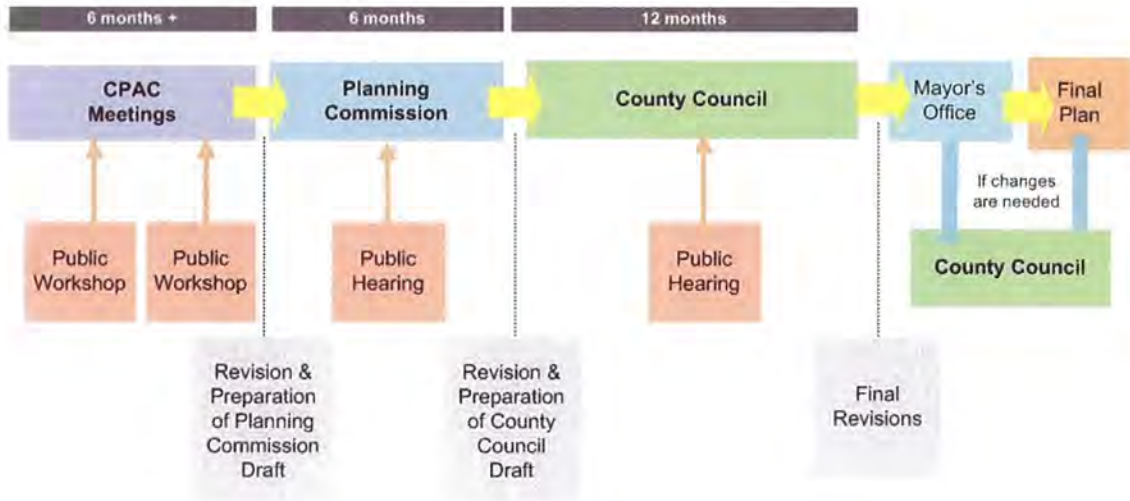 6 months +
6 months
12 months
CPAC
Meetings
Planning
Commission
County Council
Mayor's
Office
Final
Plan
If changes
are needed
Public
Workshop
Public
Workshop
Public
Hearing
Public
Hearing
County Council
Revision &
Preparation
of Planning
Commission
Draft
Revision &
Preparation
of County
Council
Draft
Final
Revisions